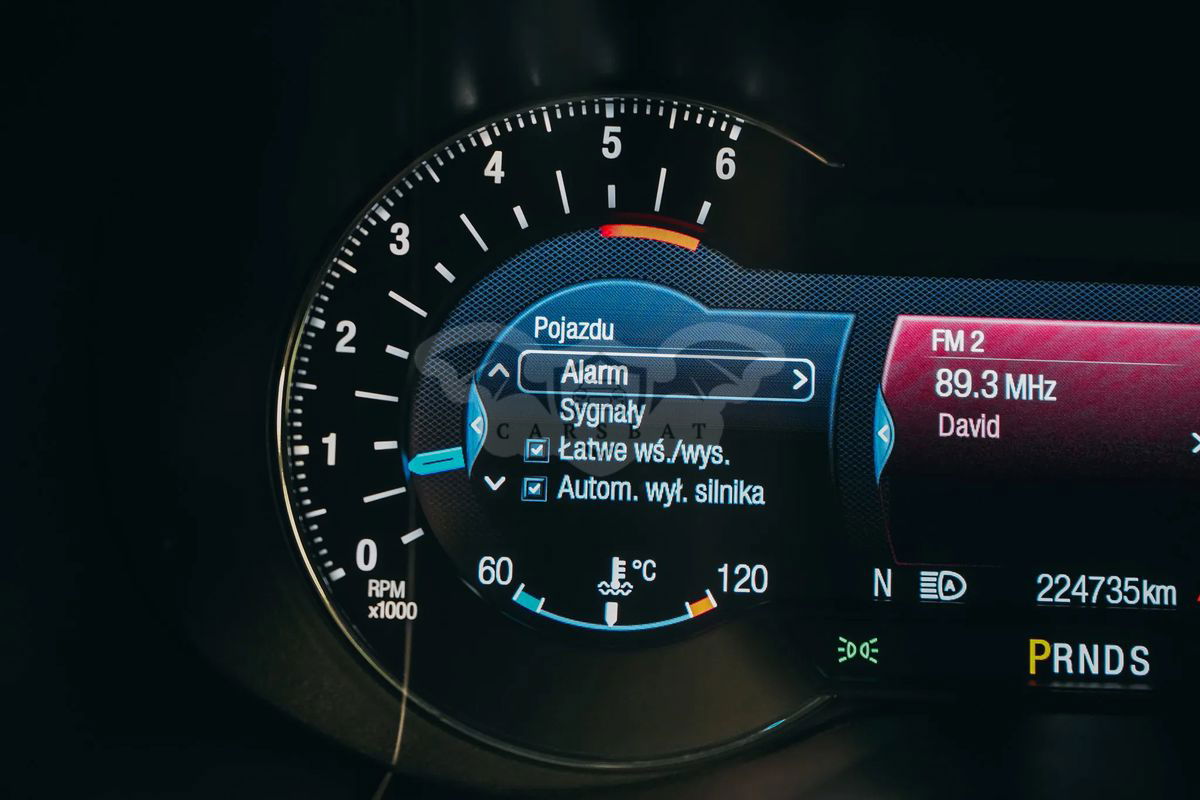 5
6
4
3
2
1
0
RPM
x1000
Pojazdu
Alarm
Sygnały
Łatwe wś./wys.
Autom. wył. silnika
CARSBAT
60
°C
120
FM 2
89.3 MHz
David
N
A
224735km
PRNDS